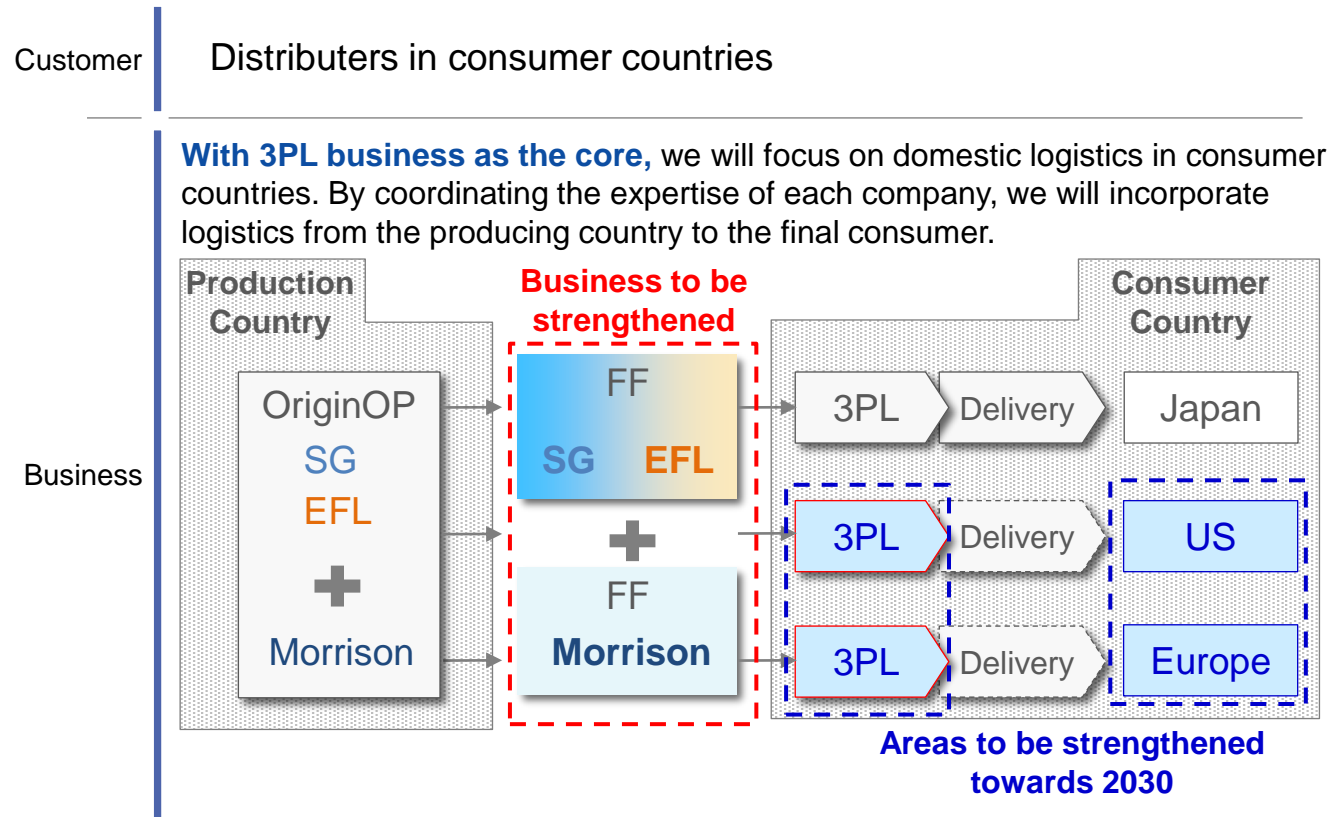 Customer
Distributers in consumer countries
Business
With 3PL business as the core, we will focus on domestic logistics in consumer
countries. By coordinating the expertise of each company, we will incorporate
logistics from the producing country to the final consumer.
Production
Country
OriginOP
SG
EFL
Morrison
Business to be
strengthened
FF
SG EFL
FF
Morrison
Consumer
Country
3PL Delivery Japan
3PL Delivery US
3PL Delivery Europe
Areas to be strengthened
towards 2030